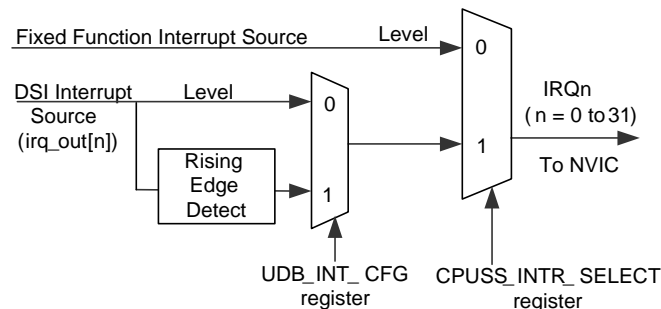 Fixed Function Interrupt Source
Level
0
DSI Interrupt
Source
(irq_out[n])
Level
0
IRQn
( n = 0 to 31)
1
To NVIC
Rising
Edge
Detect
1
UDB_INT_ CFG
register
CPUSS_INTR_ SELECT
register